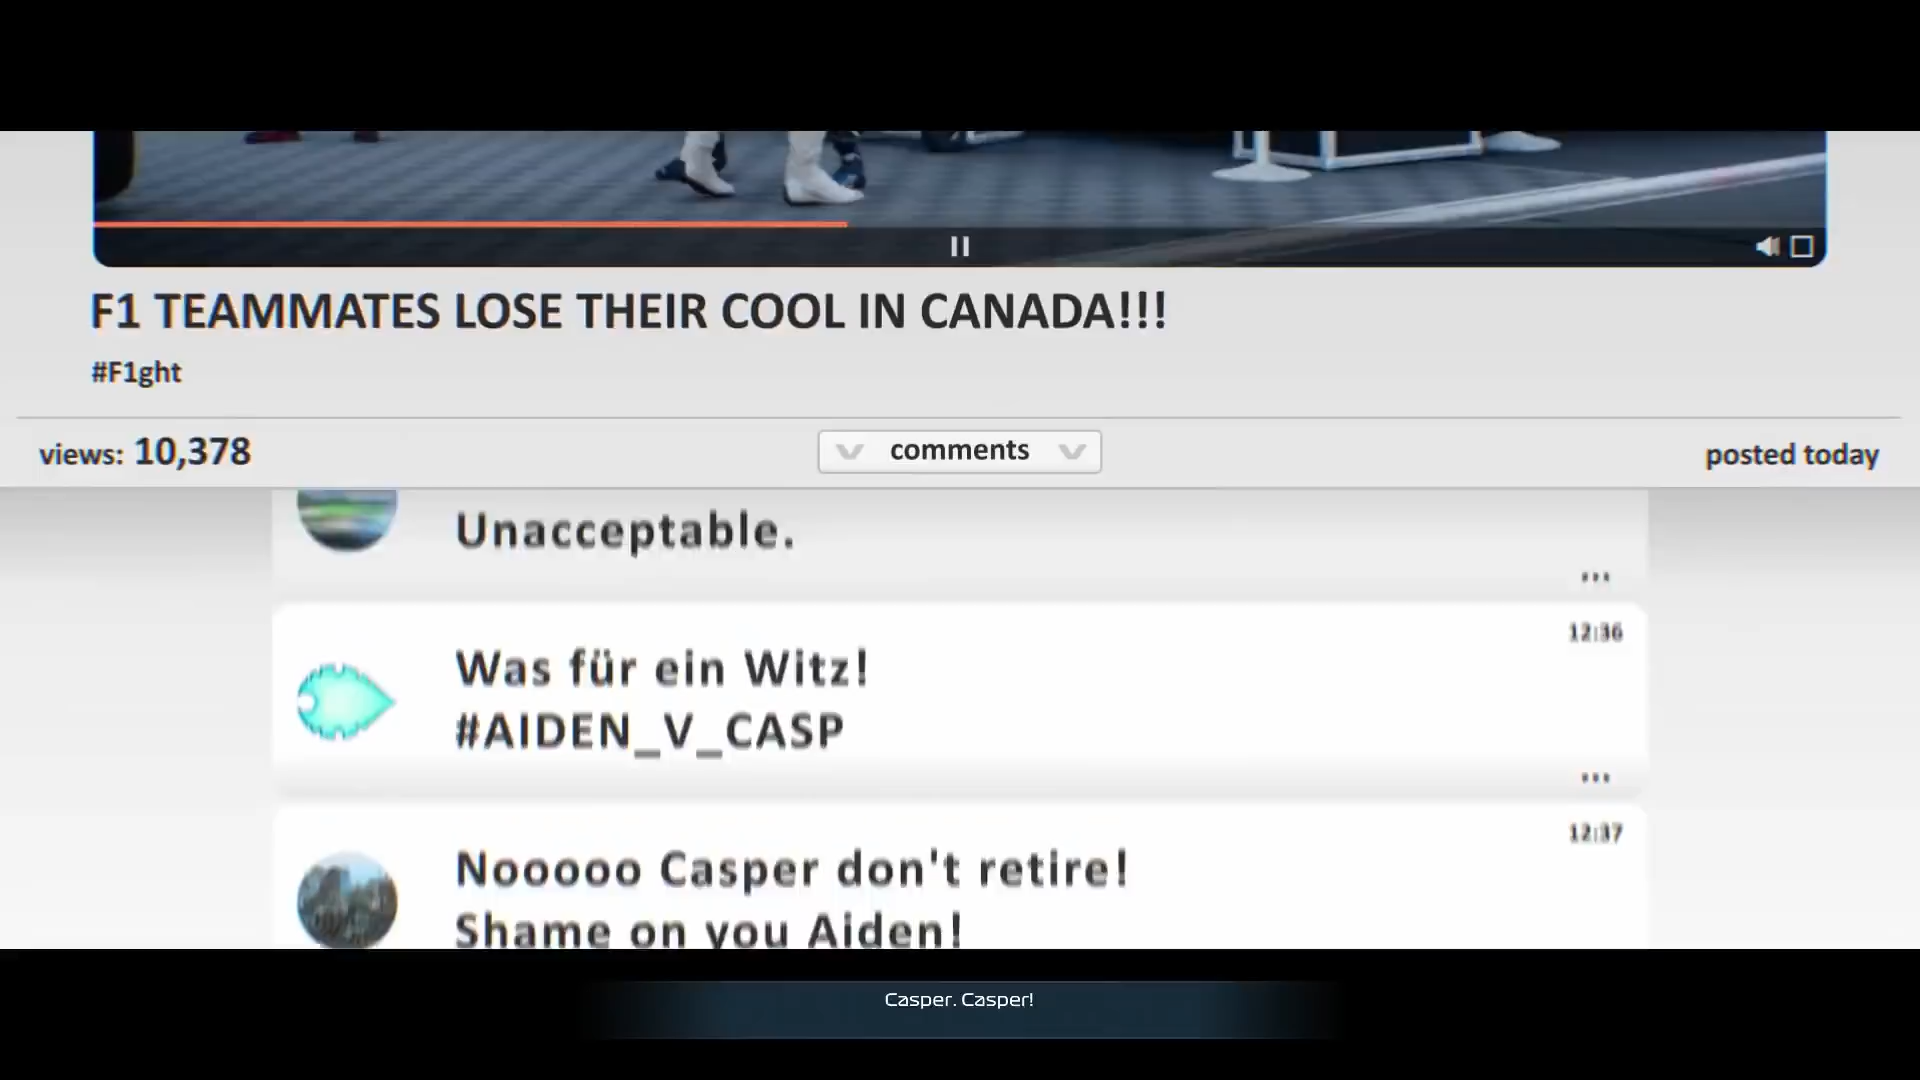 F1 TEAMMATES LOSE THEIR COOL IN CANADA!!!
#F1ght
views: 10,378
comments
posted today
Unacceptable.
...
12:36
Was für ein Witz!
#AIDEN_V_CASP
...
12:37
Nooooo Casper don't retire!
Shame on you Aiden!
Casper. Casper!